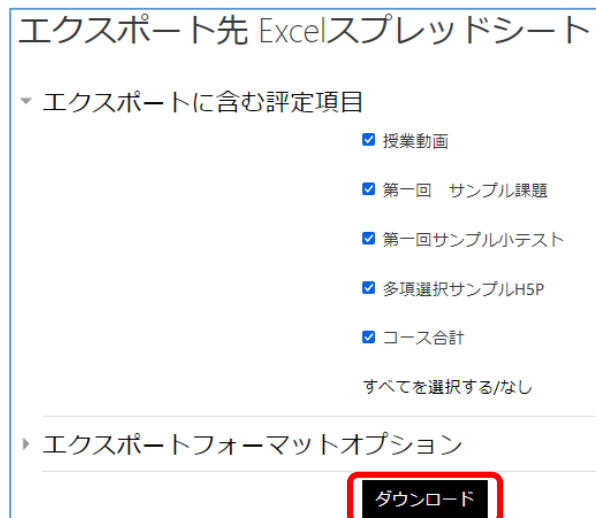 エクスポート先 Excelスプレッドシート
エクスポートに含む評定項目
授業動画
第一回　サンプル課題
第一回サンプル小テスト
多項選択サンプルH5P
コース合計
すべてを選択する/なし
エクスポートフォーマットオプション
ダウンロード